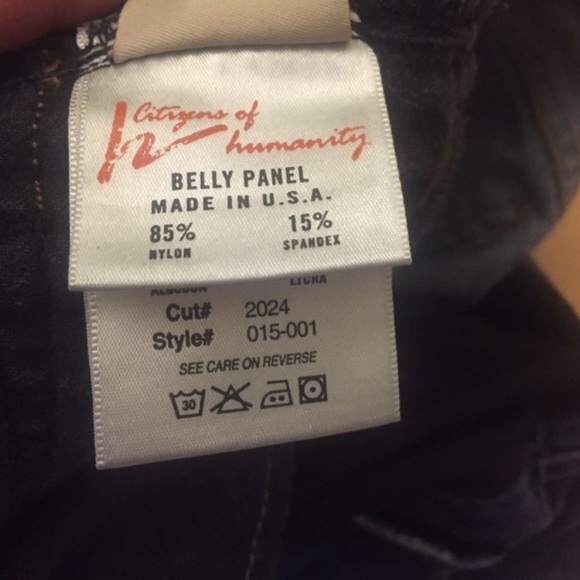 Citizens of
humanity
BELLY PANEL
MADE IN U.S.A.
85% 15%
NYLON SPANDEX
ALGODON LYCRA
Cut# 2024
Style# 015-001
SEE CARE ON REVERSE
30